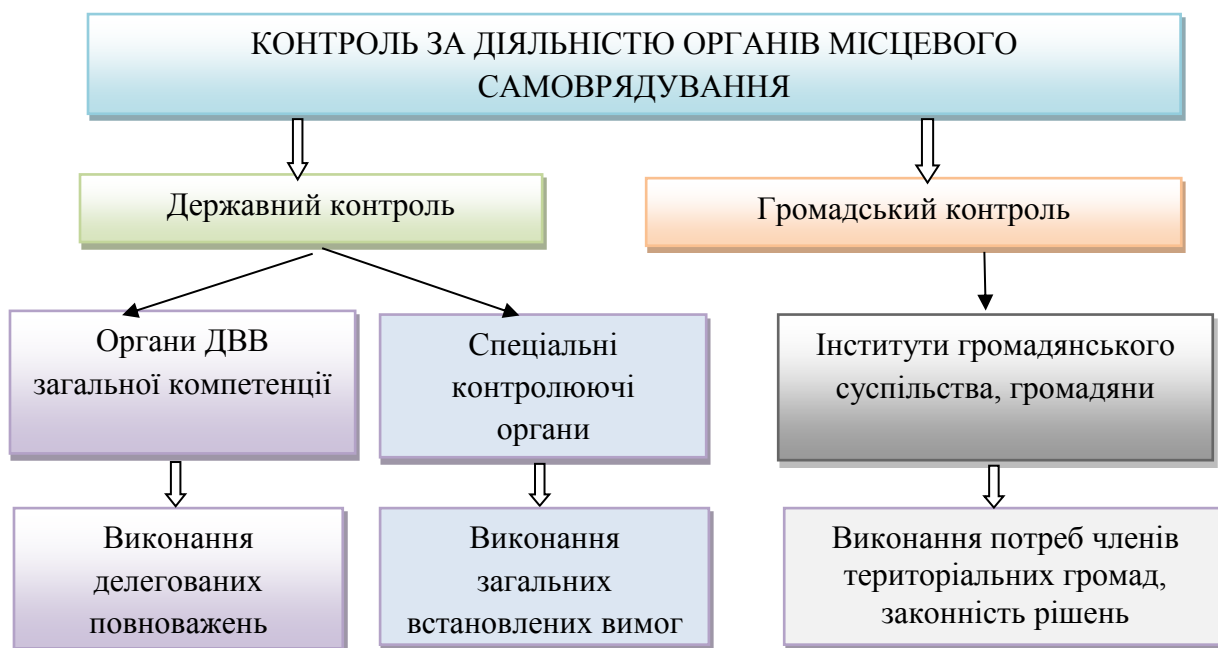 КОНТРОЛЬ ЗА ДІЯЛЬНІСТЮ ОРГАНІВ МІСЦЕВОГО
САМОВРЯДУВАННЯ
Державний контроль
Громадський контроль
Органи ДВВ
загальної компетенції
Спеціальні
контролюючі
органи
Інститути громадянського
суспільства, громадяни
Виконання
делегованих
повноважень
Виконання
загальних
встановлених вимог
Виконання потреб членів
територіальних громад,
законність рішень